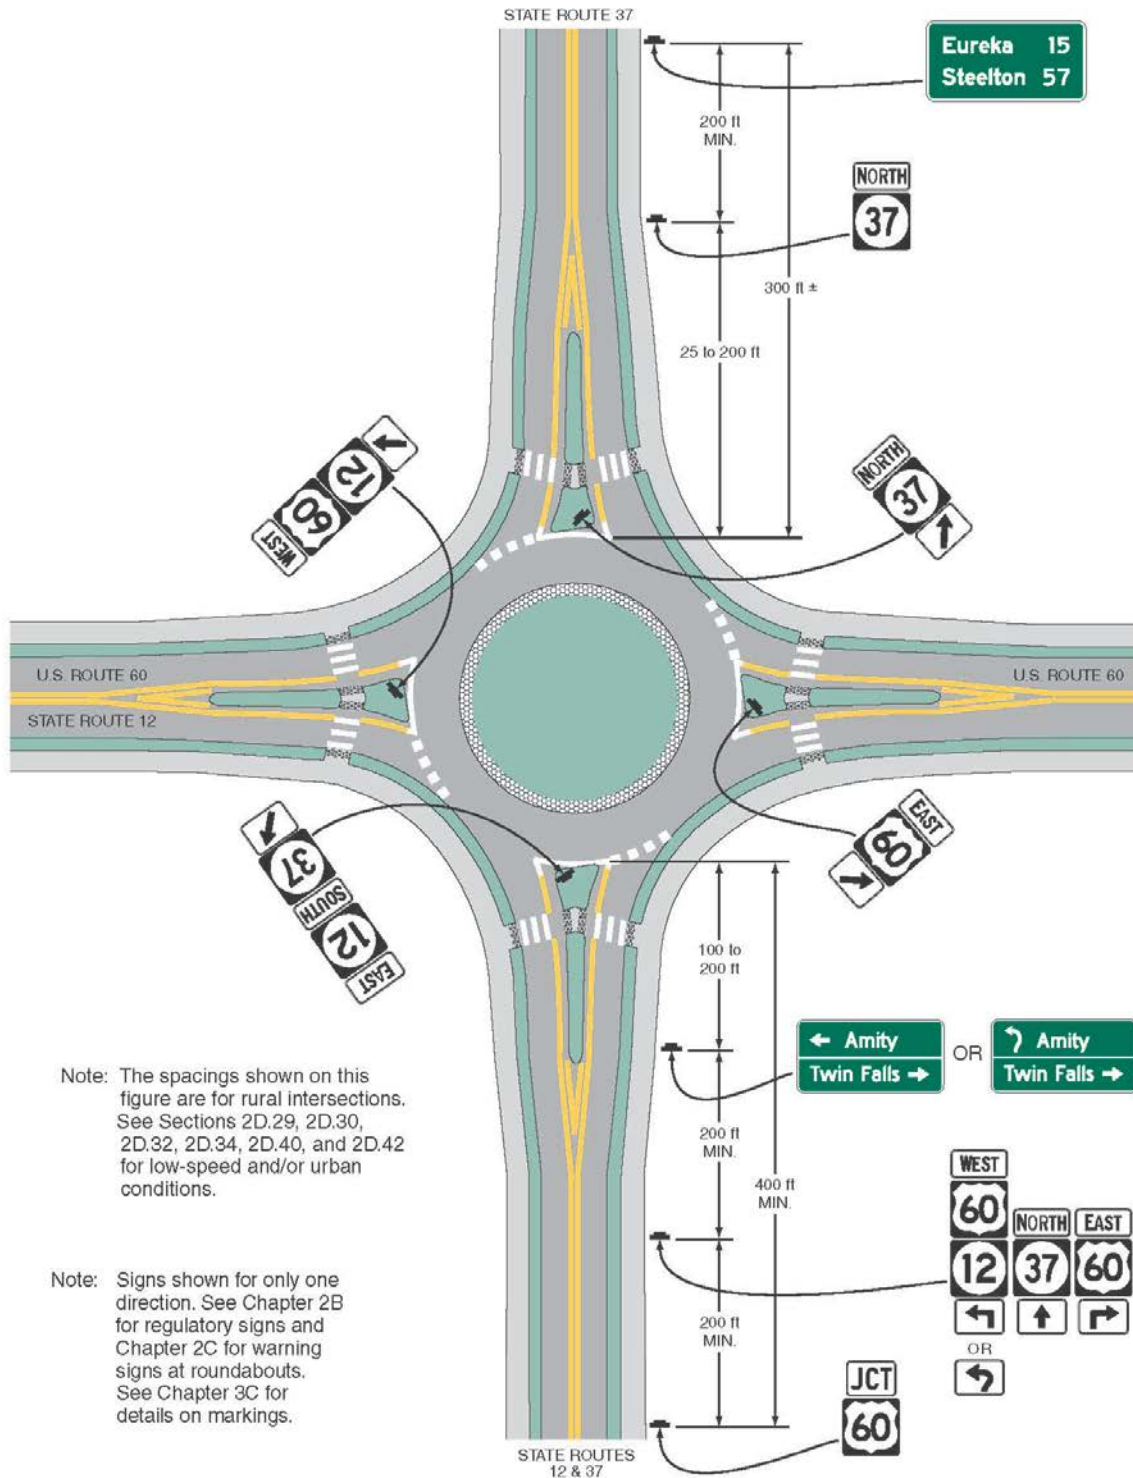 STATE ROUTE 37
Eureka 15
Steelton 57
200 ft
MIN.
NORTH
37
300 ft ±
25 to 200 ft
12
60
WEST
NORTH
37
U.S. ROUTE 60
STATE ROUTE 12
U.S. ROUTE 60
37
SOUTH
12
EAST
EAST
60
100 to
200 ft
← Amity
Twin Falls →
OR
↰ Amity
Twin Falls →
Note: The spacings shown on this
figure are for rural intersections.
See Sections 2D.29, 2D.30,
2D.32, 2D.34, 2D.40, and 2D.42
for low-speed and/or urban
conditions.
200 ft
MIN.
400 ft
MIN.
WEST
60
NORTH EAST
12 37 60
OR
Note: Signs shown for only one
direction. See Chapter 2B
for regulatory signs and
Chapter 2C for warning
signs at roundabouts.
See Chapter 3C for
details on markings.
200 ft
MIN.
JCT
60
STATE ROUTES
12 & 37